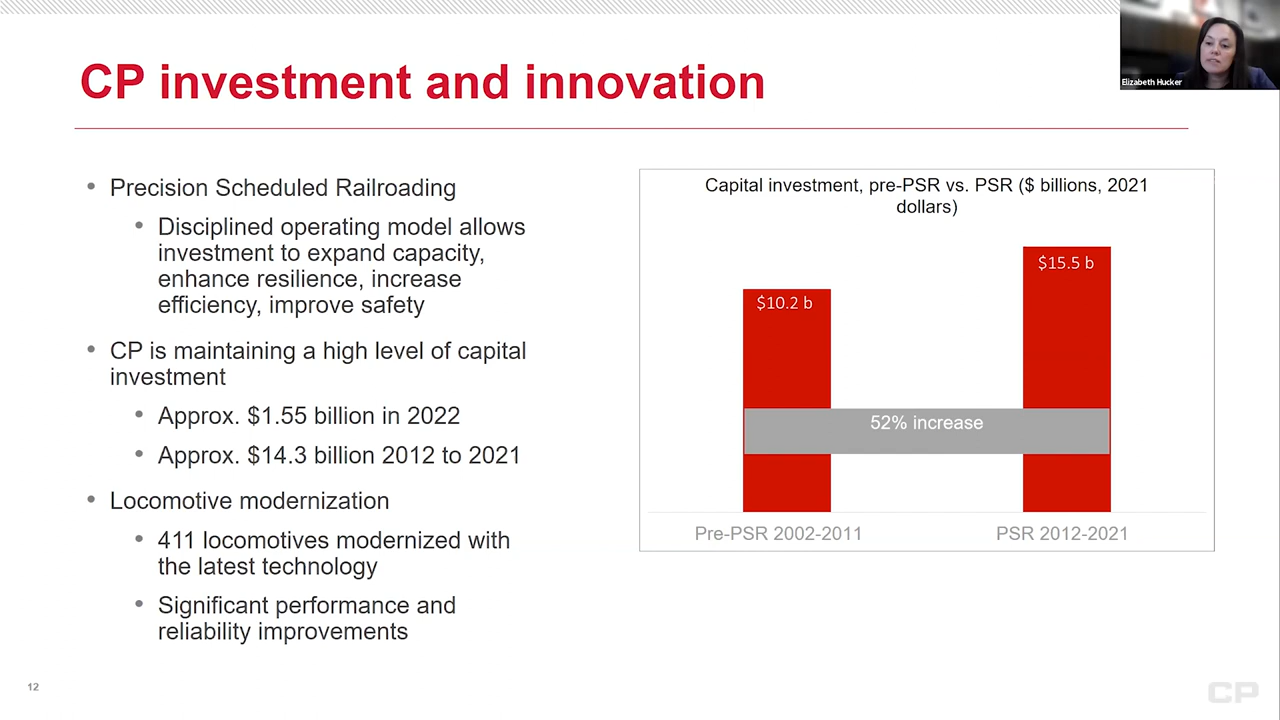 CP investment and innovation
Elizabeth Hucker
• Precision Scheduled Railroading
• Disciplined operating model allows
investment to expand capacity,
enhance resilience, increase
efficiency, improve safety
• CP is maintaining a high level of capital
investment
• Approx. $1.55 billion in 2022
• Approx. $14.3 billion 2012 to 2021
• Locomotive modernization
• 411 locomotives modernized with
the latest technology
• Significant performance and
reliability improvements
Capital investment, pre-PSR vs. PSR ($ billions, 2021
dollars)
$10.2 b
$15.5 b
52% increase
Pre-PSR 2002-2011
PSR 2012-2021
12
CP